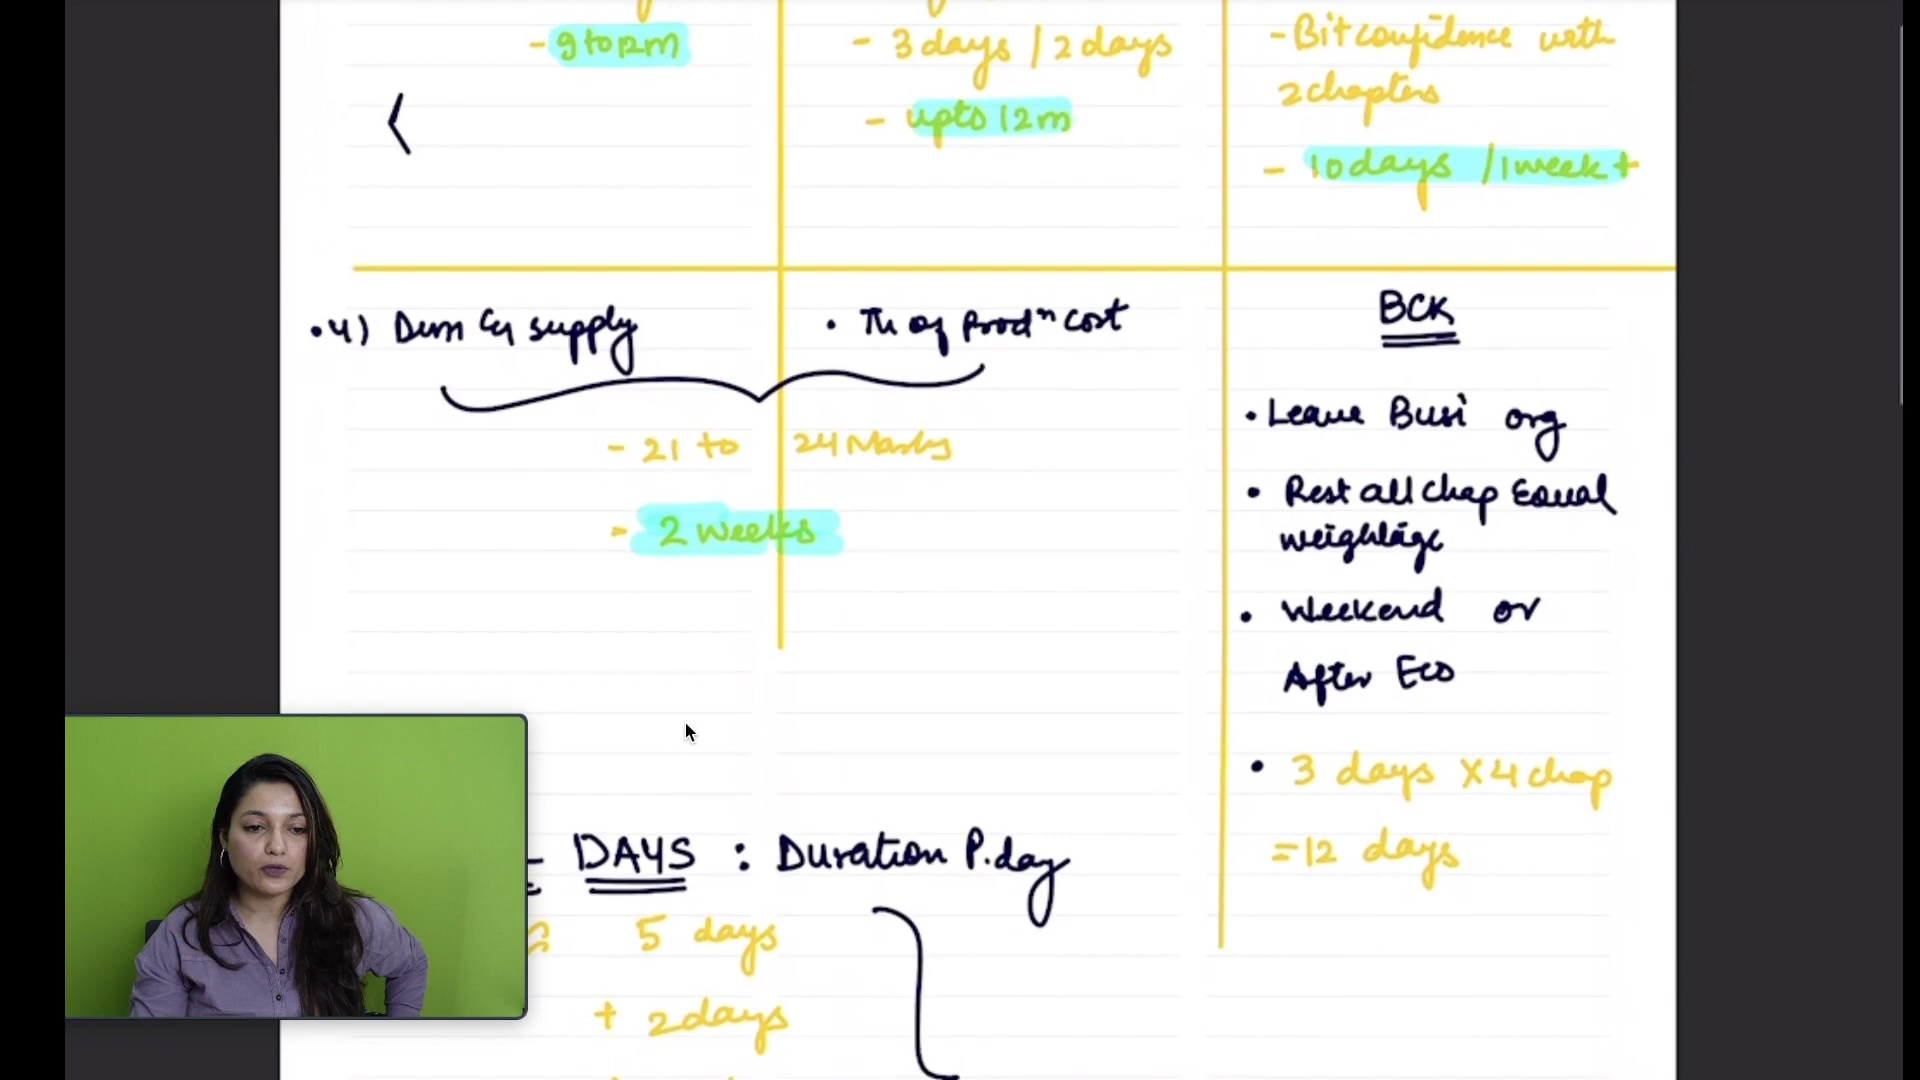 - 9 to 12m
- 3 days / 2 days
- upto 12m
- Bit confidence with
2 chapters
- 10 days / 1 week +
• 4) Dem & supply
• Th of Prodⁿ Cost
- 21 to 24 Marks
- 2 weeks
BCK
• Leave Busi org
• Rest all chap Equal
weightage
• Weekend or
After Eco
• 3 days x 4 chap
= 12 days
DAYS : Duration P. day
5 days
+ 2 days